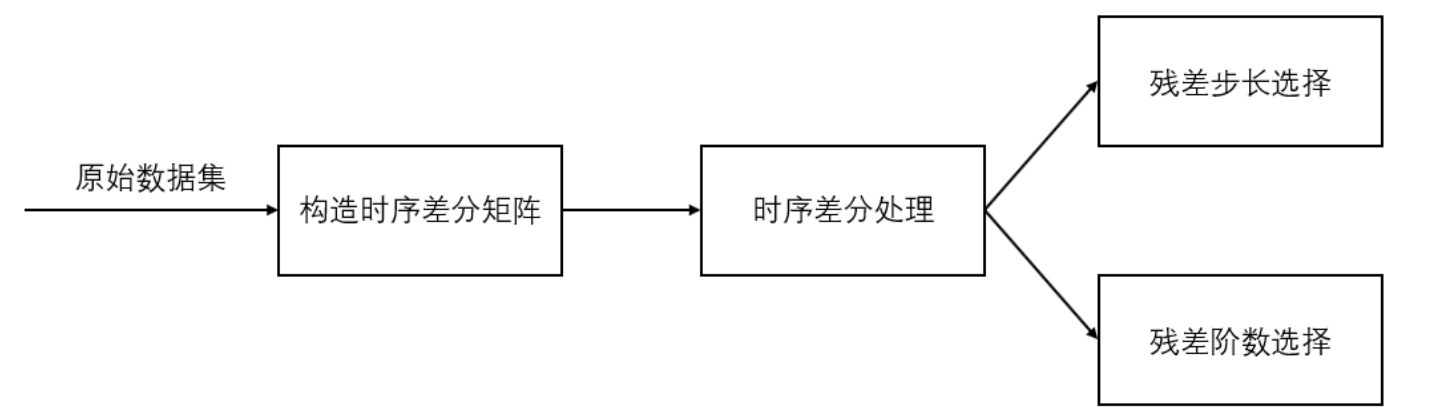 原始数据集
构造时序差分矩阵
时序差分处理
残差步长选择
残差阶数选择